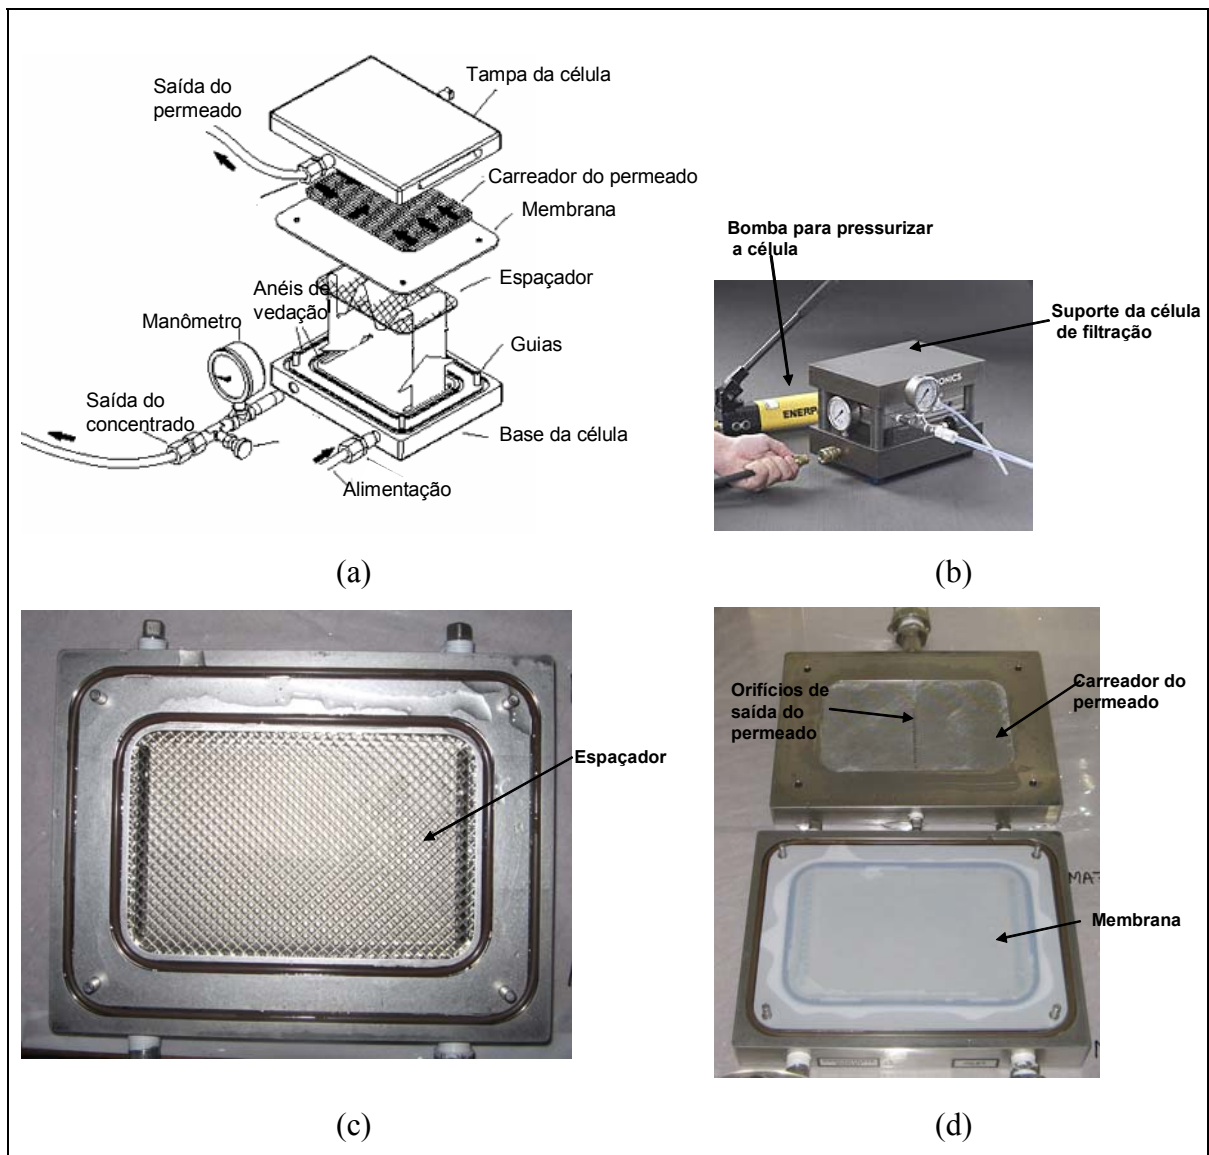 Tampa da célula
Saída do
permeado
Carreador do permeado
Membrana
Espaçador
Anéis de
vedação
Manômetro
Guias
Saída do
concentrado
Base da célula
Alimentação
(a)
Bomba para pressurizar
a célula
Suporte da célula
de filtração
ENERP
ONICS
(b)
Espaçador
(c)
Orifícios de
saída do
permeado
Carreador do
permeado
Membrana
(d)